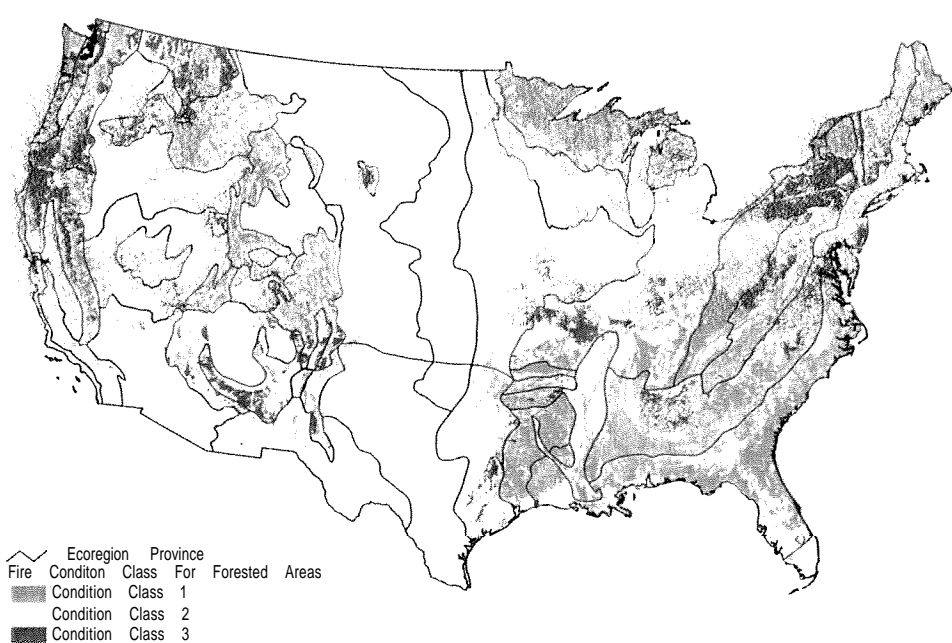 Ecoregion Province
Fire Conditon Class For Forested Areas
Condition Class 1
Condition Class 2
Condition Class 3